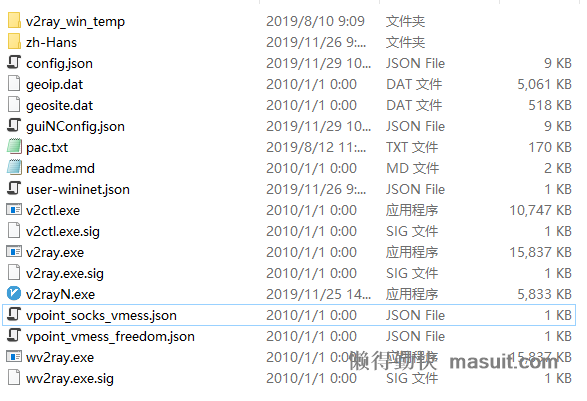 v2ray_win_temp 2019/8/10 9:09 文件夹
zh-Hans 2019/11/26 9:... 文件夹
config.json 2019/11/29 10... JSON File 9 KB
geoip.dat 2010/1/1 0:00 DAT 文件 5,061 KB
geosite.dat 2010/1/1 0:00 DAT 文件 518 KB
guiNConfig.json 2019/11/29 10... JSON File 9 KB
pac.txt 2019/8/12 11:... TXT 文件 170 KB
readme.md 2010/1/1 0:00 MD 文件 2 KB
user-wininet.json 2019/11/26 9:... JSON File 1 KB
v2ctl.exe 2010/1/1 0:00 应用程序 10,747 KB
v2ctl.exe.sig 2010/1/1 0:00 SIG 文件 1 KB
v2ray.exe 2010/1/1 0:00 应用程序 15,837 KB
v2ray.exe.sig 2010/1/1 0:00 SIG 文件 1 KB
v2rayN.exe 2019/11/25 14... 应用程序 5,833 KB
vpoint_socks_vmess.json 2010/1/1 0:00 JSON File 1 KB
vpoint_vmess_freedom.json 2010/1/1 0:00 JSON File 1 KB
wv2ray.exe 2010/1/1 0:00 应用程序 15,837 KB
懒得勤快 masuit.com
wv2ray.exe.sig 2010/1/1 0:00 SIG 文件 1 KB